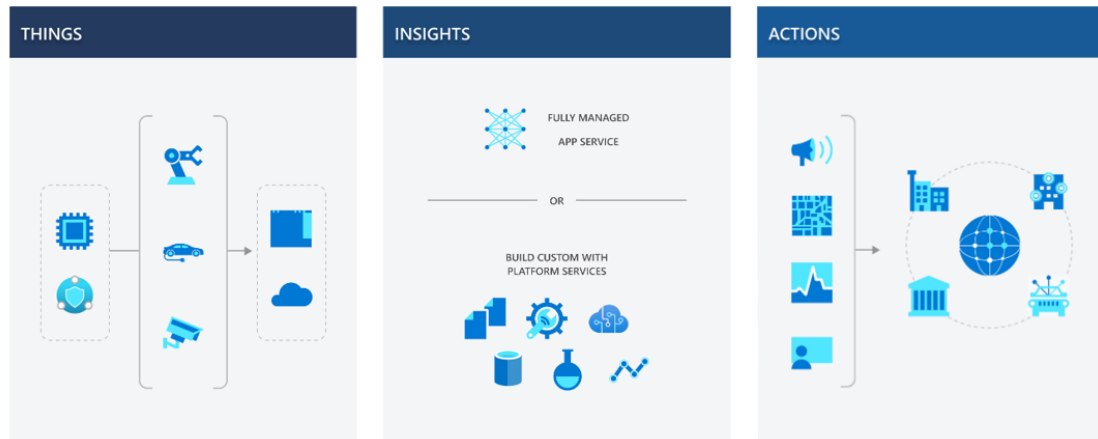 THINGS
INSIGHTS
ACTIONS
FULLY MANAGED
APP SERVICE
OR
BUILD CUSTOM WITH
PLATFORM SERVICES